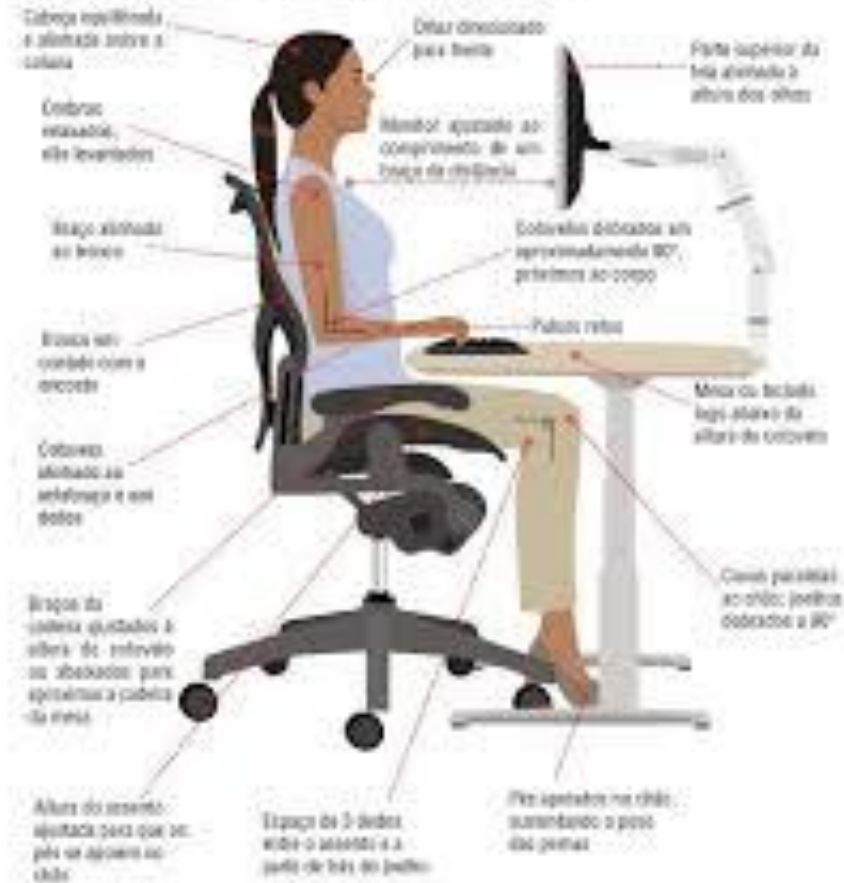 Cabeça equilibrada
e alinhada sobre a
coluna
Olhar direcionado
para frente
Parte superior da
tela alinhada à
altura dos olhos
Ombros
relaxados,
não levantados
Monitor ajustado ao
comprimento de um
braço de distância
Braço alinhado
ao tronco
Cotovelos dobrados em
aproximadamente 90°,
próximos ao corpo
Punhos retos
Tronco em
contato com o
encosto
Mesa ou teclado
logo abaixo da
altura do cotovelo
Cotovelo
alinhado ao
antebraço e aos
dedos
Coxas paralelas
ao chão; joelhos
dobrados a 90°
Braços da
cadeira ajustados à
altura do cotovelo
ou abaixados para
aproximar a cadeira
da mesa
Altura do assento
ajustada para que os
pés se apoiem no
chão
Espaço de 3 dedos
entre o assento e a
parte de trás do joelho
Pés apoiados no chão,
sustentando o peso
das pernas